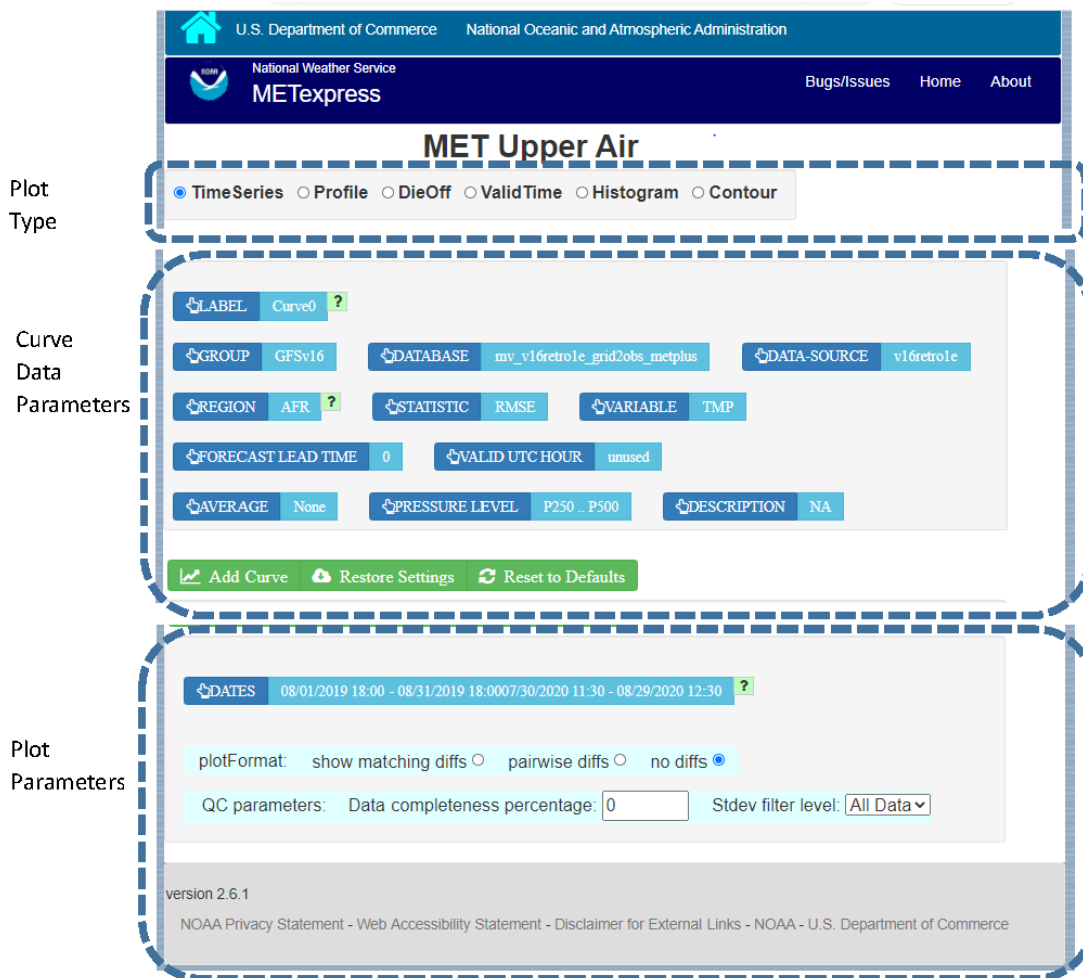 U.S. Department of Commerce National Oceanic and Atmospheric Administration
NOAA
National Weather Service
METexpress
Bugs/Issues Home About
MET Upper Air
Plot
Type
TimeSeries Profile DieOff ValidTime Histogram Contour
Curve
Data
Parameters
LABEL Curve0 ?
GROUP GFSv16 DATABASE mv_v16retro1e_grid2obs_metplus DATA-SOURCE v16retro1e
REGION AFR ? STATISTIC RMSE VARIABLE TMP
FORECAST LEAD TIME 0 VALID UTC HOUR unused
AVERAGE None PRESSURE LEVEL P250 .. P500 DESCRIPTION NA
Add Curve Restore Settings Reset to Defaults
Plot
Parameters
DATES 08/01/2019 18:00 - 08/31/2019 18:0007/30/2020 11:30 - 08/29/2020 12:30 ?
plotFormat: show matching diffs pairwise diffs no diffs
QC parameters: Data completeness percentage: 0 Stdev filter level: All Data
version 2.6.1
NOAA Privacy Statement - Web Accessibility Statement - Disclaimer for External Links - NOAA - U.S. Department of Commerce